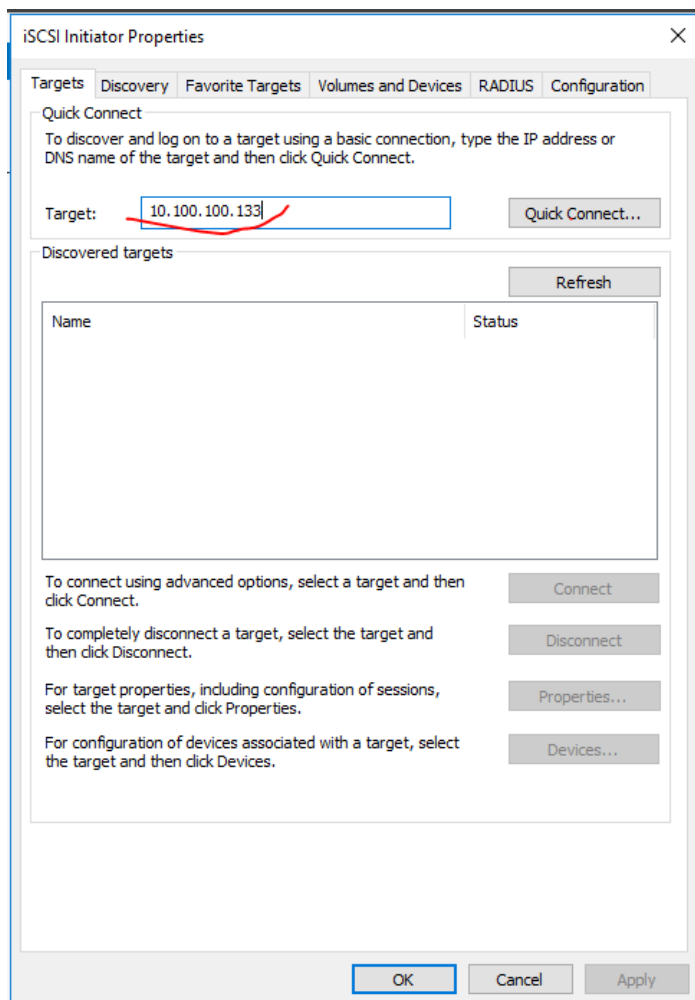 iSCSI Initiator Properties
Targets Discovery Favorite Targets Volumes and Devices RADIUS Configuration
Quick Connect
To discover and log on to a target using a basic connection, type the IP address or
DNS name of the target and then click Quick Connect.
Target: 10.100.100.133 Quick Connect...
Discovered targets
Refresh
Name Status
To connect using advanced options, select a target and then
click Connect.
Connect
To completely disconnect a target, select the target and
then click Disconnect.
Disconnect
For target properties, including configuration of sessions,
select the target and click Properties.
Properties...
For configuration of devices associated with a target, select
the target and then click Devices.
Devices...
OK Cancel Apply